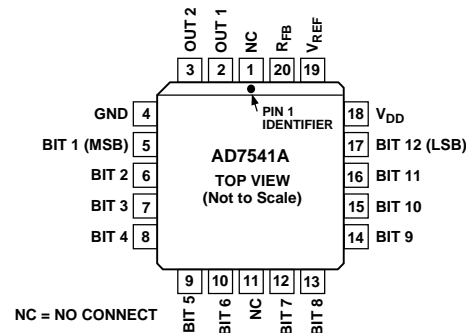 OUT 2
OUT 1
NC
RFB
VREF
3
2
1
20
19
GND 4
BIT 1 (MSB) 5
BIT 2 6
BIT 3 7
BIT 4 8
PIN 1
IDENTIFIER
AD7541A
TOP VIEW
(Not to Scale)
18 VDD
17 BIT 12 (LSB)
16 BIT 11
15 BIT 10
14 BIT 9
9
10
11
12
13
BIT 5
BIT 6
NC
BIT 7
BIT 8
NC = NO CONNECT